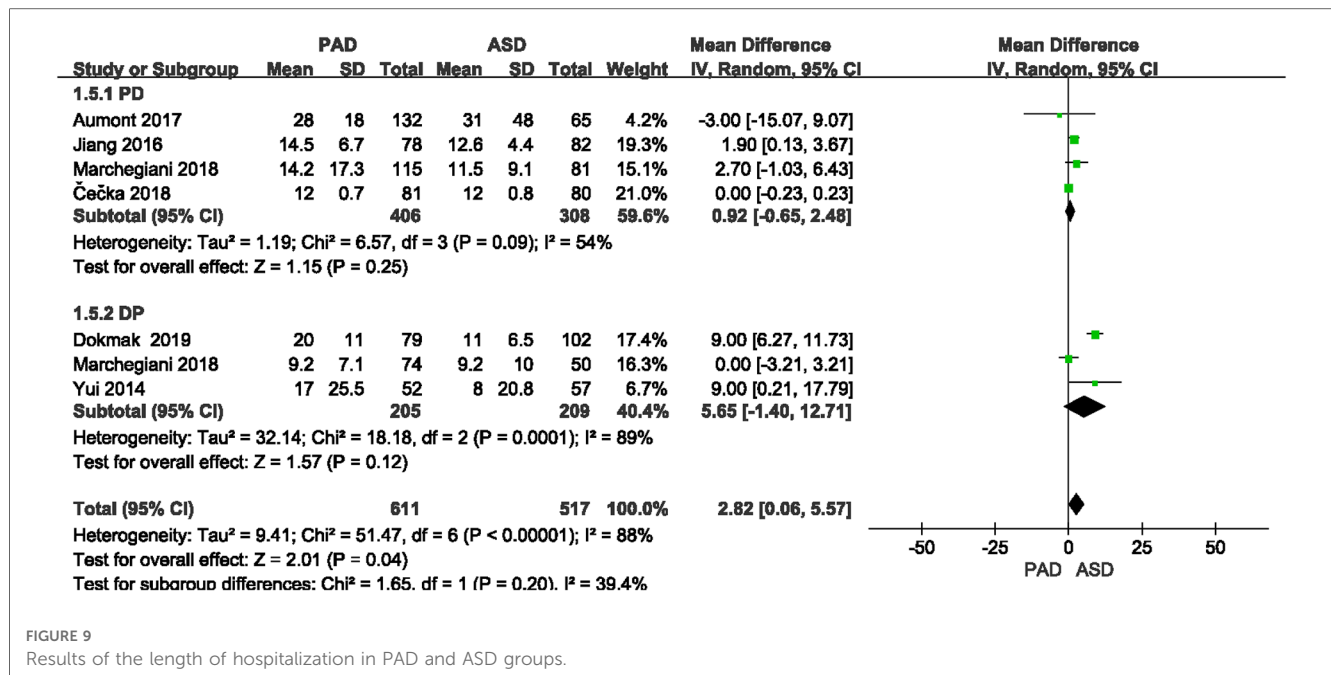 PAD ASD Mean Difference Mean Difference
Study or Subgroup Mean SD Total Mean SD Total Weight IV, Random, 95% CI IV, Random, 95% CI
1.5.1 PD
Aumont 2017 28 18 132 31 48 65 4.2% -3.00 [-15.07, 9.07]
Jiang 2016 14.5 6.7 78 12.6 4.4 82 19.3% 1.90 [0.13, 3.67]
Marchegiani 2018 14.2 17.3 115 11.5 9.1 81 15.1% 2.70 [-1.03, 6.43]
Čečka 2018 12 0.7 81 12 0.8 80 21.0% 0.00 [-0.23, 0.23]
Subtotal (95% CI) 406 308 59.6% 0.92 [-0.65, 2.48]
Heterogeneity: Tau² = 1.19; Chi² = 6.57, df = 3 (P = 0.09); I² = 54%
Test for overall effect: Z = 1.15 (P = 0.25)
1.5.2 DP
Dokmak 2019 20 11 79 11 6.5 102 17.4% 9.00 [6.27, 11.73]
Marchegiani 2018 9.2 7.1 74 9.2 10 50 16.3% 0.00 [-3.21, 3.21]
Yui 2014 17 25.5 52 8 20.8 57 6.7% 9.00 [0.21, 17.79]
Subtotal (95% CI) 205 209 40.4% 5.65 [-1.40, 12.71]
Heterogeneity: Tau² = 32.14; Chi² = 18.18, df = 2 (P = 0.0001); I² = 89%
Test for overall effect: Z = 1.57 (P = 0.12)
Total (95% CI) 611 517 100.0% 2.82 [0.06, 5.57]
Heterogeneity: Tau² = 9.41; Chi² = 51.47, df = 6 (P < 0.00001); I² = 88%
Test for overall effect: Z = 2.01 (P = 0.04)
Test for subgroup differences: Chi² = 1.65, df = 1 (P = 0.20), I² = 39.4%
-50 -25 0 25 50
PAD ASD
FIGURE 9
Results of the length of hospitalization in PAD and ASD groups.